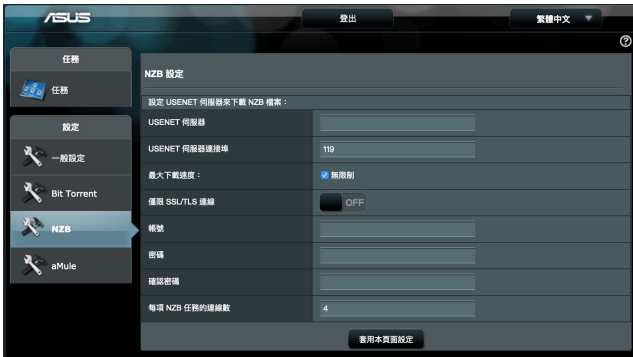 ASUS
登出
繁體中文
任務
任務
設定
一般設定
Bit Torrent
NZB
aMule
NZB 設定
設定 USENET 伺服器來下載 NZB 檔案：
USENET 伺服器
USENET 伺服器連接埠 119
最大下載速度： 無限制
僅限 SSL/TLS 連線 OFF
帳號
密碼
確認密碼
每項 NZB 任務的連線數 4
套用本頁面設定